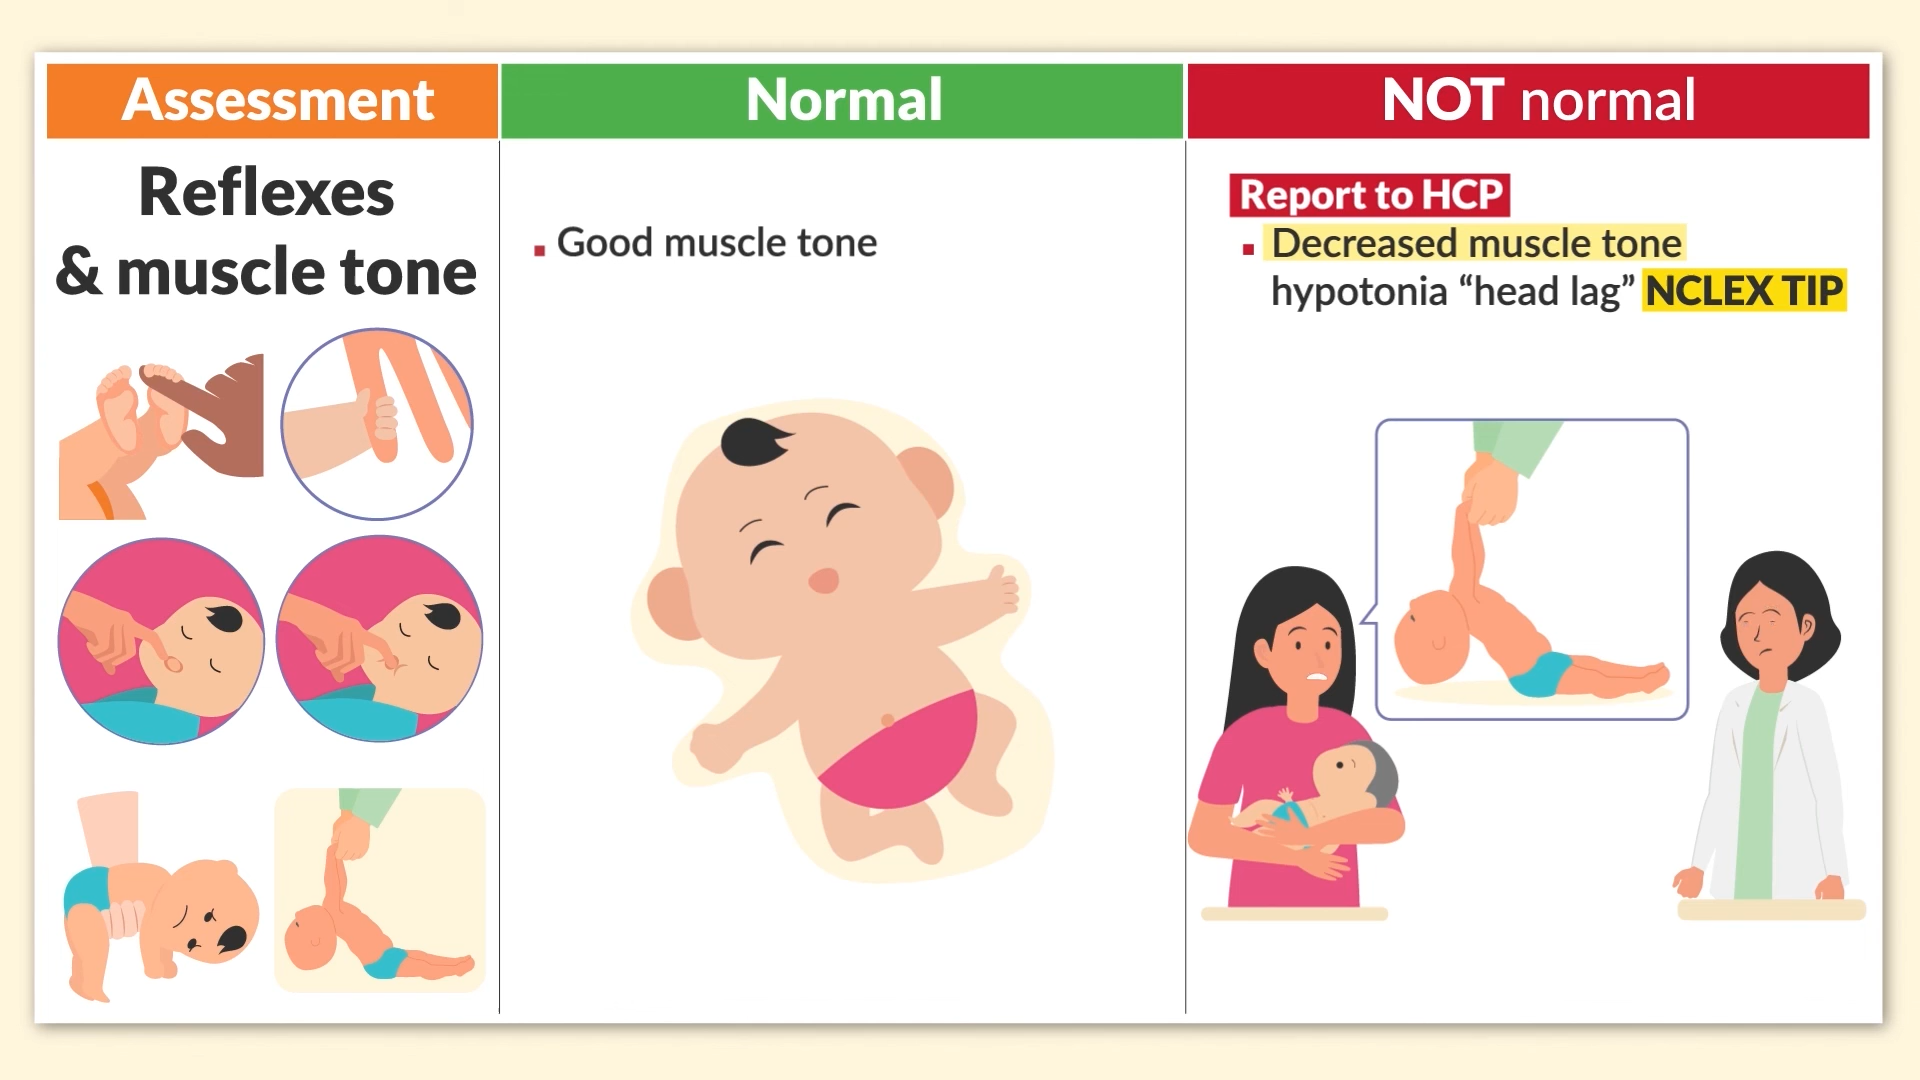 Assessment
Normal
NOT normal
Reflexes
& muscle tone
▪ Good muscle tone
Report to HCP
▪ Decreased muscle tone
hypotonia “head lag” NCLEX TIP